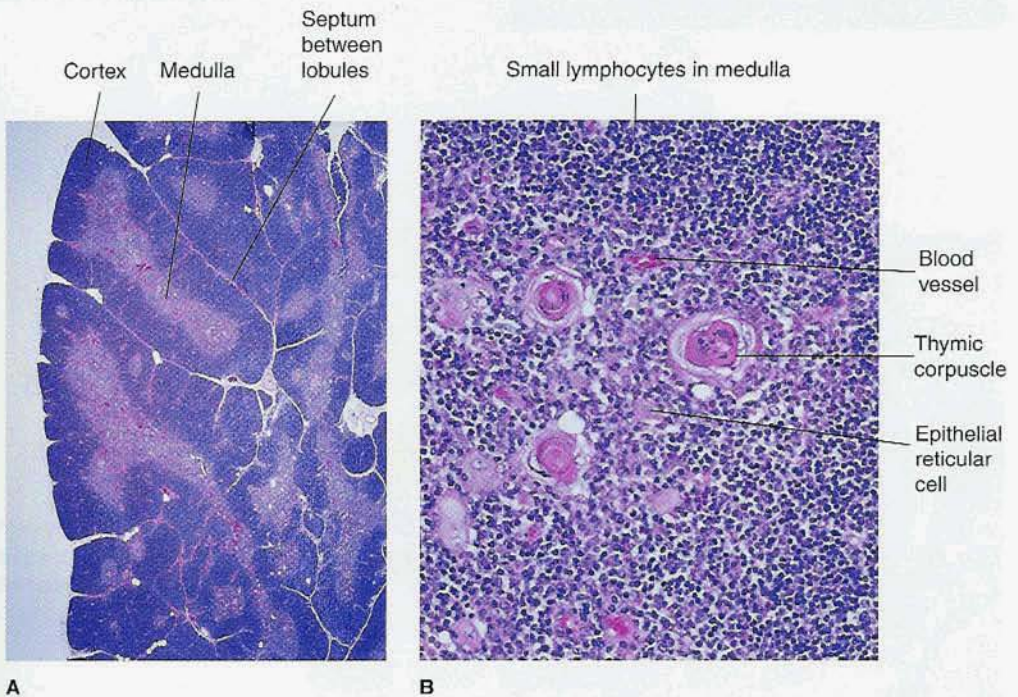 Septum
between
lobules
Cortex
Medulla
Small lymphocytes in medulla
Blood
vessel
Thymic
corpuscle
Epithelial
reticular
cell
A
B